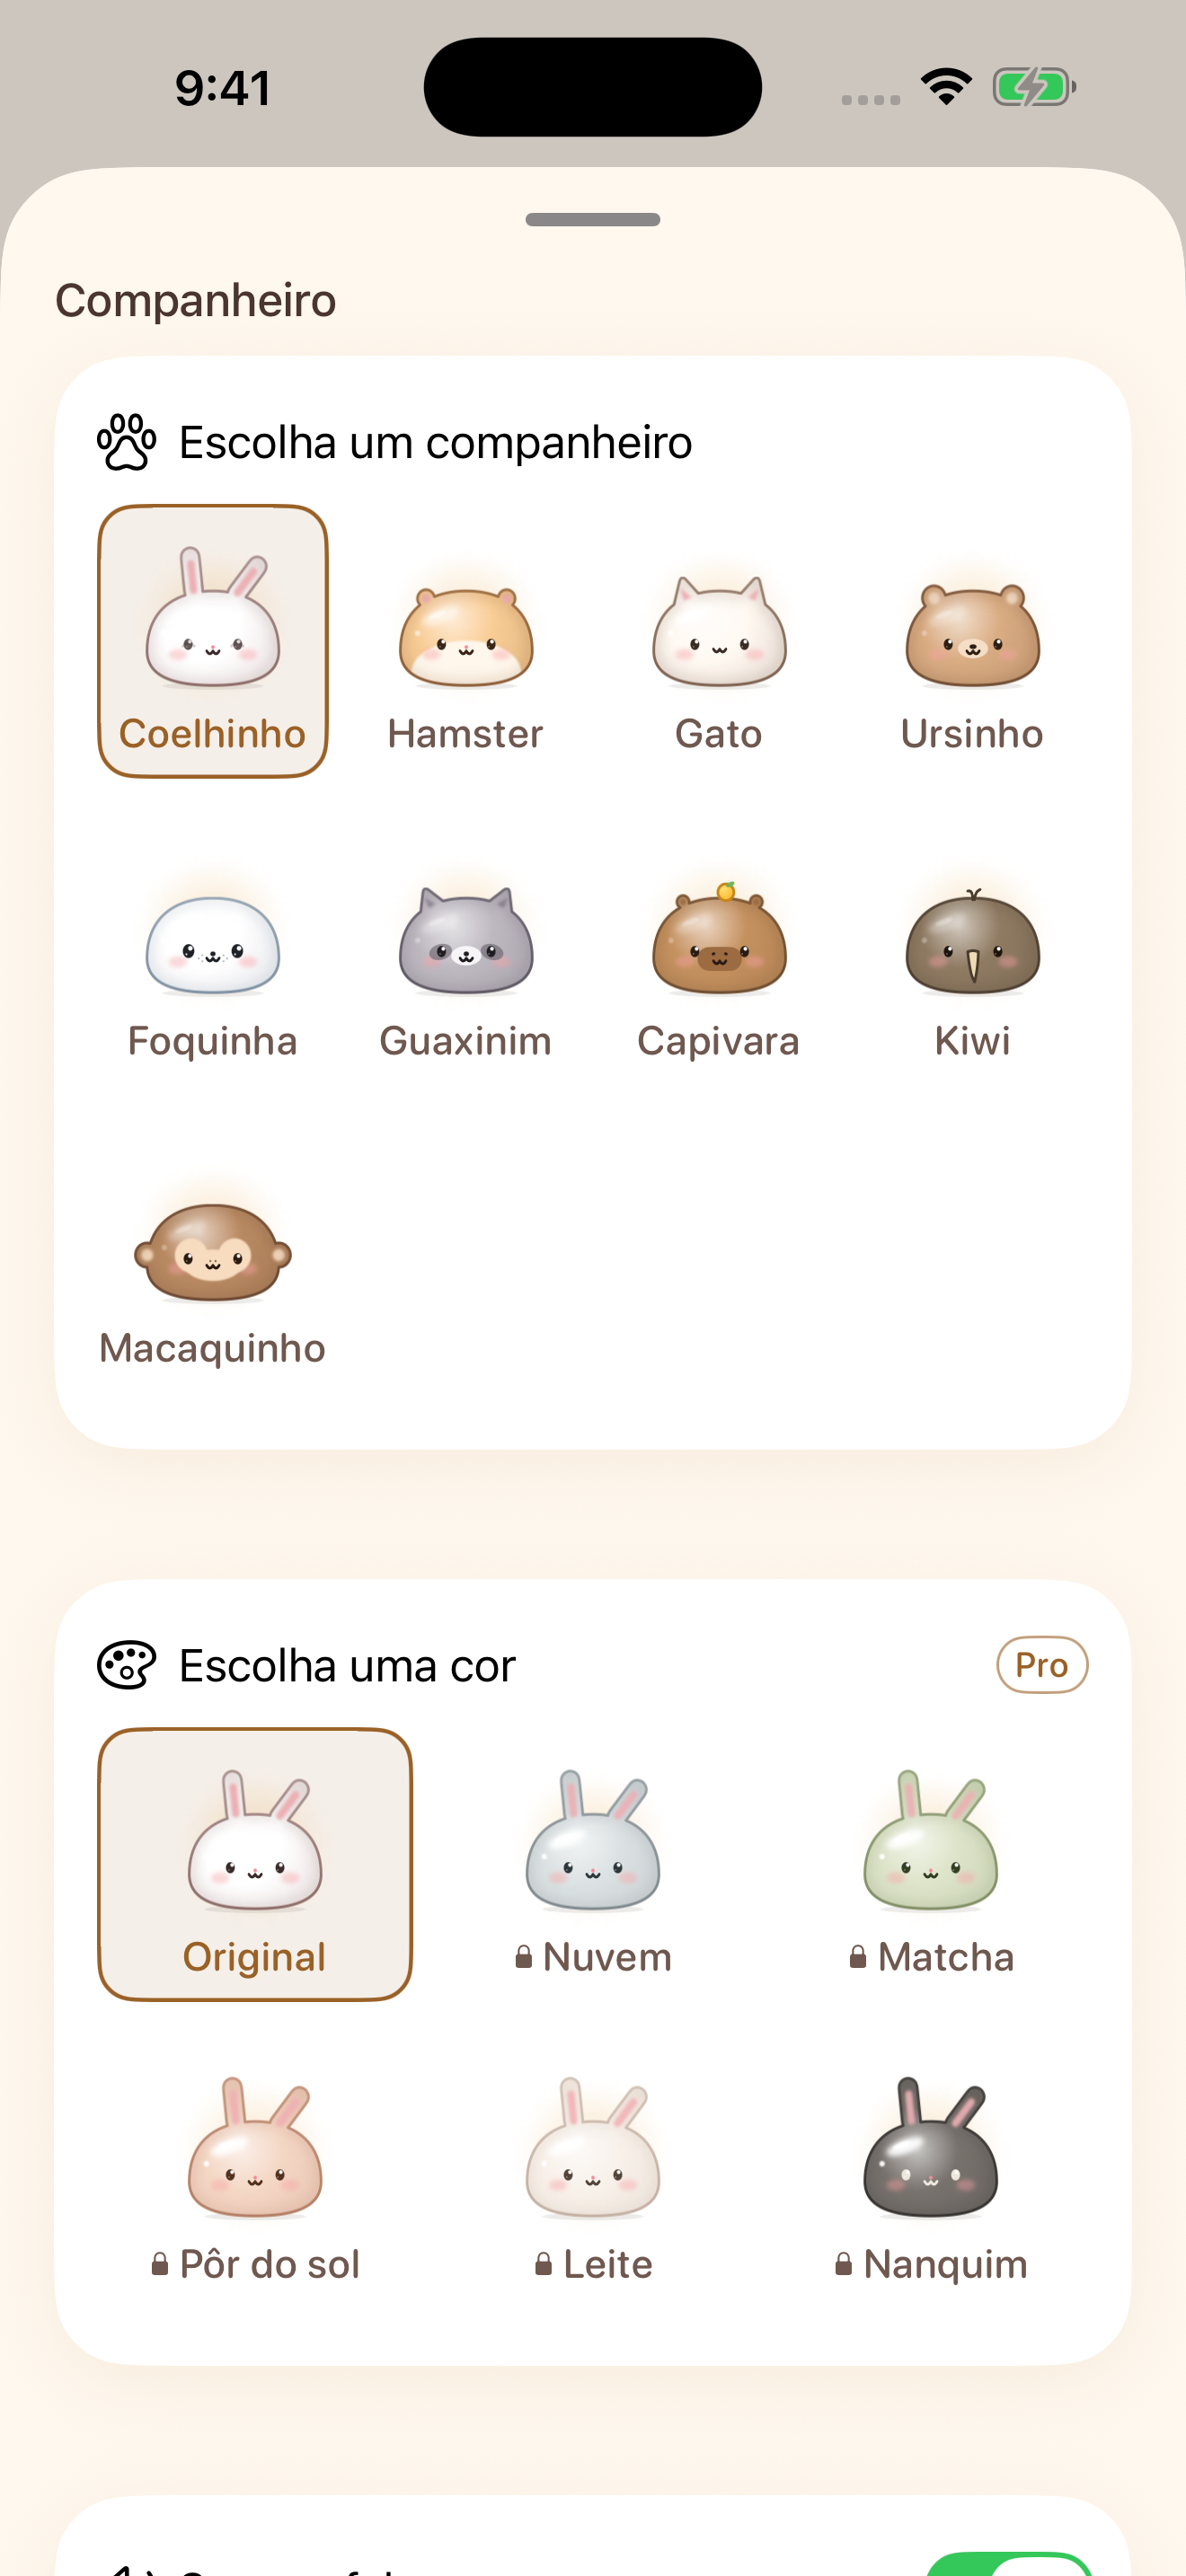 9:41
Companheiro
Escolha um companheiro
Coelhinho
Hamster
Gato
Ursinho
Foquinha
Guaxinim
Capivara
Kiwi
Macaquinho
Escolha uma cor
Pro
Original
Nuvem
Matcha
Pôr do sol
Leite
Nanquim